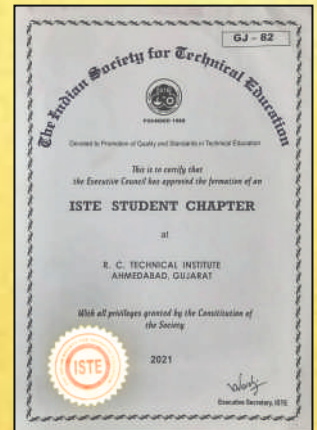 GJ - 82
The Indian Society for Technical Education
ISTE
FOUNDED 1968
Devoted to Promotion of Quality and Standards in Technical Education
This is to certify that
the Executive Council has approved the formation of an
ISTE STUDENT CHAPTER
at
R. C. TECHNICAL INSTITUTE
AHMEDABAD, GUJARAT
With all privileges granted by the Constitution of
the Society
2021
ISTE
Executive Secretary, ISTE